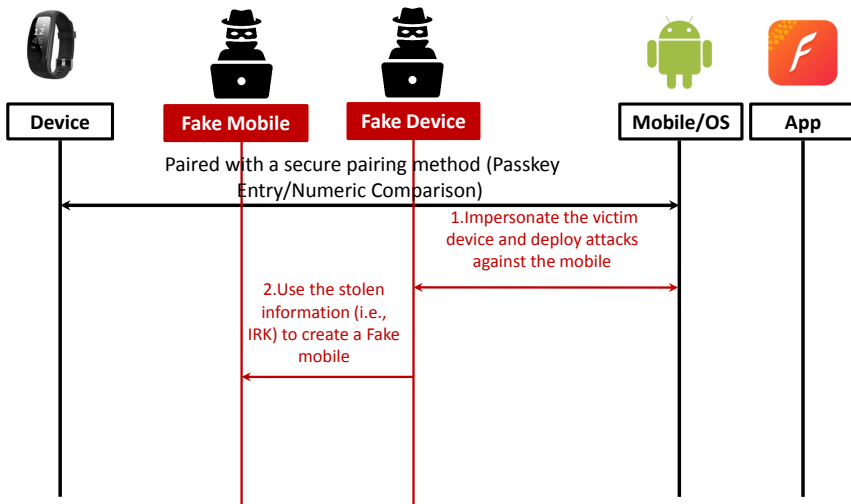 Device
Fake Mobile
Fake Device
Mobile/OS
App
Paired with a secure pairing method (Passkey
Entry/Numeric Comparison)
1.Impersonate the victim
device and deploy attacks
against the mobile
2.Use the stolen
information (i.e.,
IRK) to create a Fake
mobile